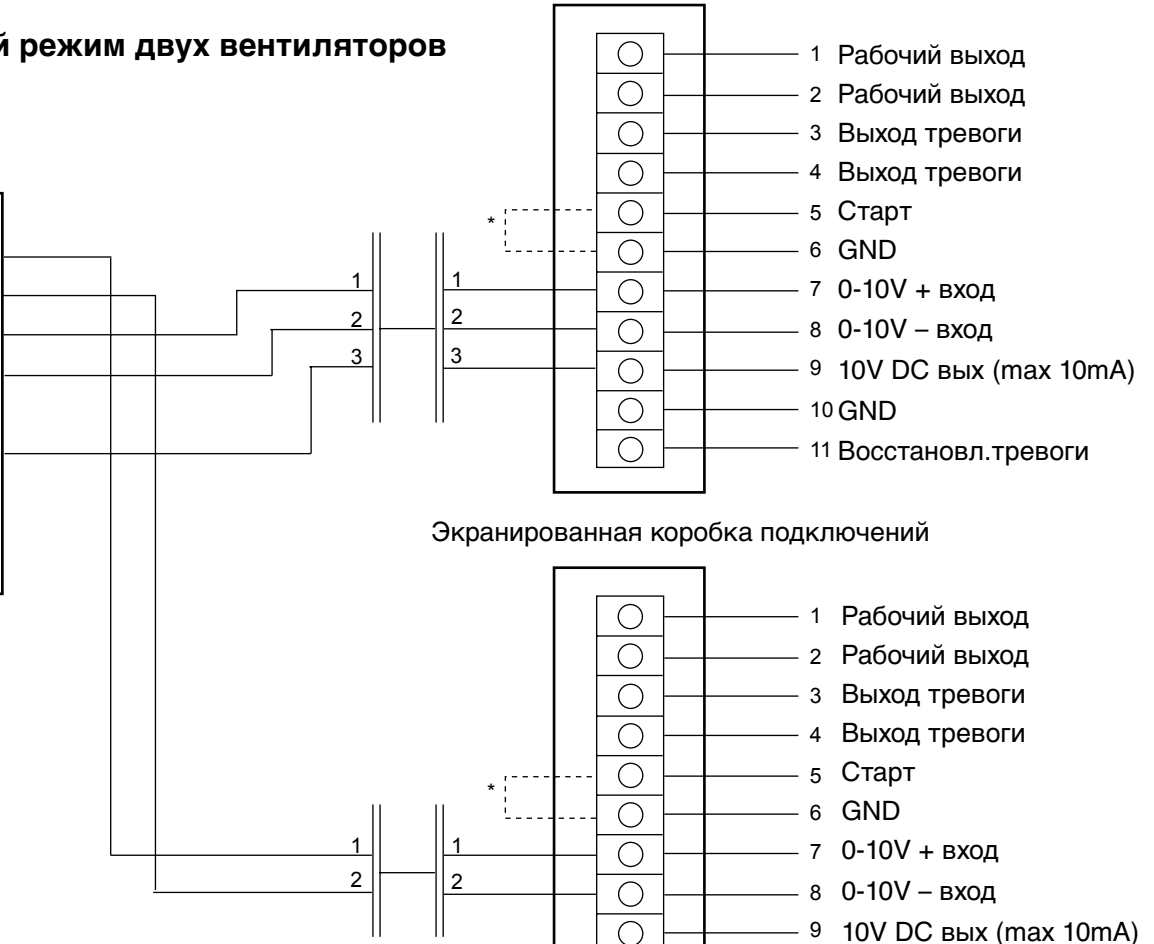 й режим двух вентиляторов
1 Рабочий выход
2 Рабочий выход
3 Выход тревоги
4 Выход тревоги
* 5 Старт
6 GND
1 1 7 0-10V + вход
2 2 8 0-10V – вход
3 3 9 10V DC вых (max 10mA)
10 GND
11 Восстановл.тревоги
Экранированная коробка подключений
1 Рабочий выход
2 Рабочий выход
3 Выход тревоги
4 Выход тревоги
* 5 Старт
6 GND
1 1 7 0-10V + вход
2 2 8 0-10V – вход
9 10V DC вых (max 10mA)